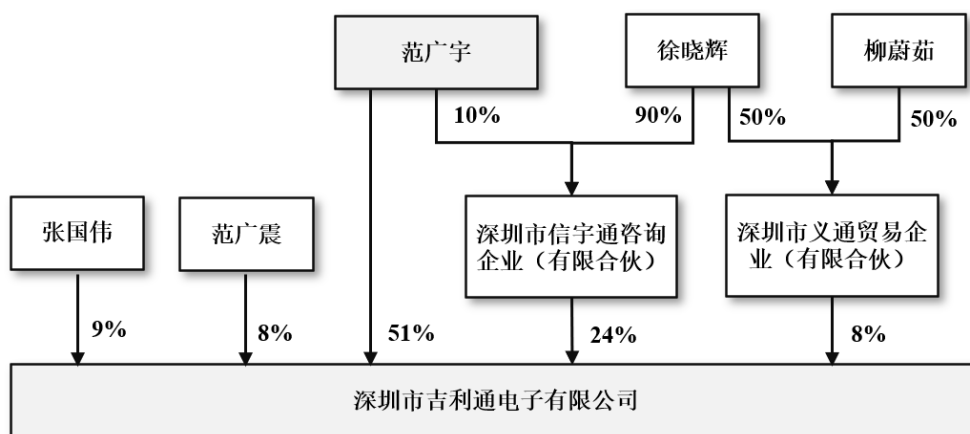 范广宇
徐晓辉
柳蔚茹
10%
90%
50%
50%
张国伟
范广震
深圳市信宇通咨询
企业（有限合伙）
深圳市义通贸易企
业（有限合伙）
9%
8%
51%
24%
8%
深圳市吉利通电子有限公司